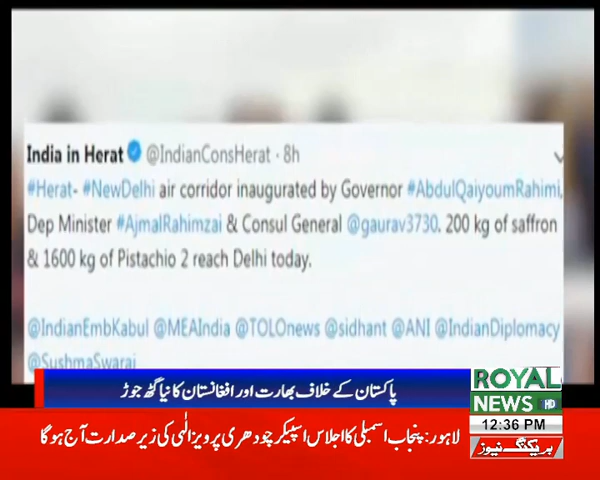 India in Herat @IndianConsHerat · 8h
#Herat- #NewDelhi air corridor inaugurated by Governor #AbdulQaiyoumRahimi,
Dep Minister #AjmalRahimzai & Consul General @gaurav3730. 200 kg of saffron
& 1600 kg of Pistachio 2 reach Delhi today.
@IndianEmbKabul @MEAIndia @TOLOnews @sidhant @ANI @IndianDiplomacy
@SushmaSwaraj
پاکستان کے خلاف بھارت اور افغانستان کا نیا گٹھ جوڑ
ROYAL
NEWS HD
12:36 PM
لاہور: پنجاب اسمبلی کا اجلاس اسپیکر چودھری پرویز الٰہی کی زیر صدارت آج ہوگا
بریکنگ نیوز